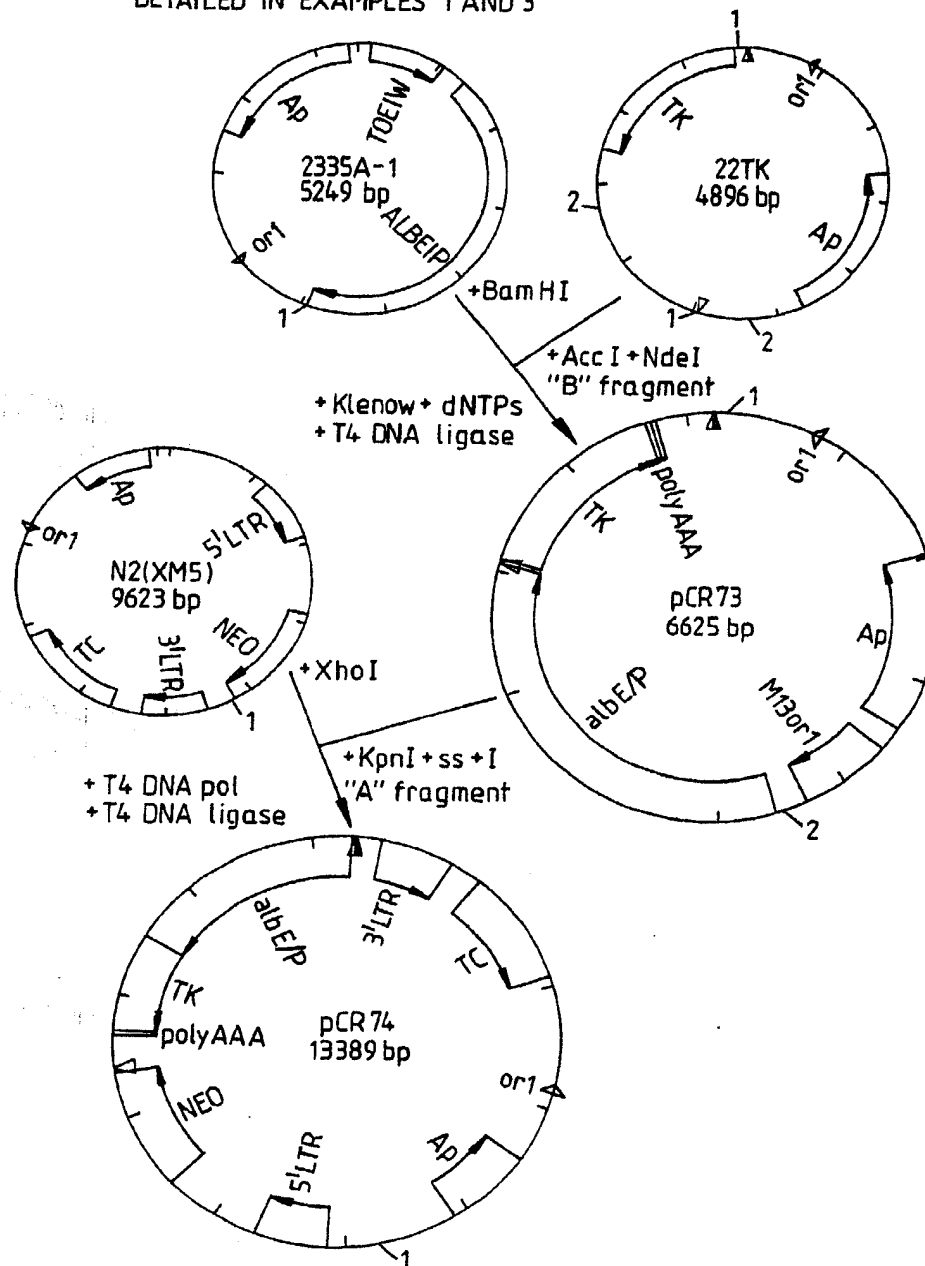 DETAILED IN EXAMPLES 1 AND 3
1
Ap
TOEIW
2335A-1
5249 bp
ALBEIP
or1
1
TK
or1
22TK
4896 bp
2
Ap
1
2
+BamHI
+Acc I+NdeI
"B" fragment
+Klenow+ dNTPs
+T4 DNA ligase
1
or1
polyAAA
TK
pCR73
6625 bp
Ap
albE/P
M13or1
2
Ap
or1
5'LTR
N2(XM5)
9623 bp
NEO
TC
3'LTR
1
+XhoI
+KpnI+ss+I
"A" fragment
+ T4 DNA pol
+T4 DNA ligase
albE/P
3'LTR
TC
TK
polyAAA
pCR74
13389 bp
or1
NEO
5'LTR
Ap
1